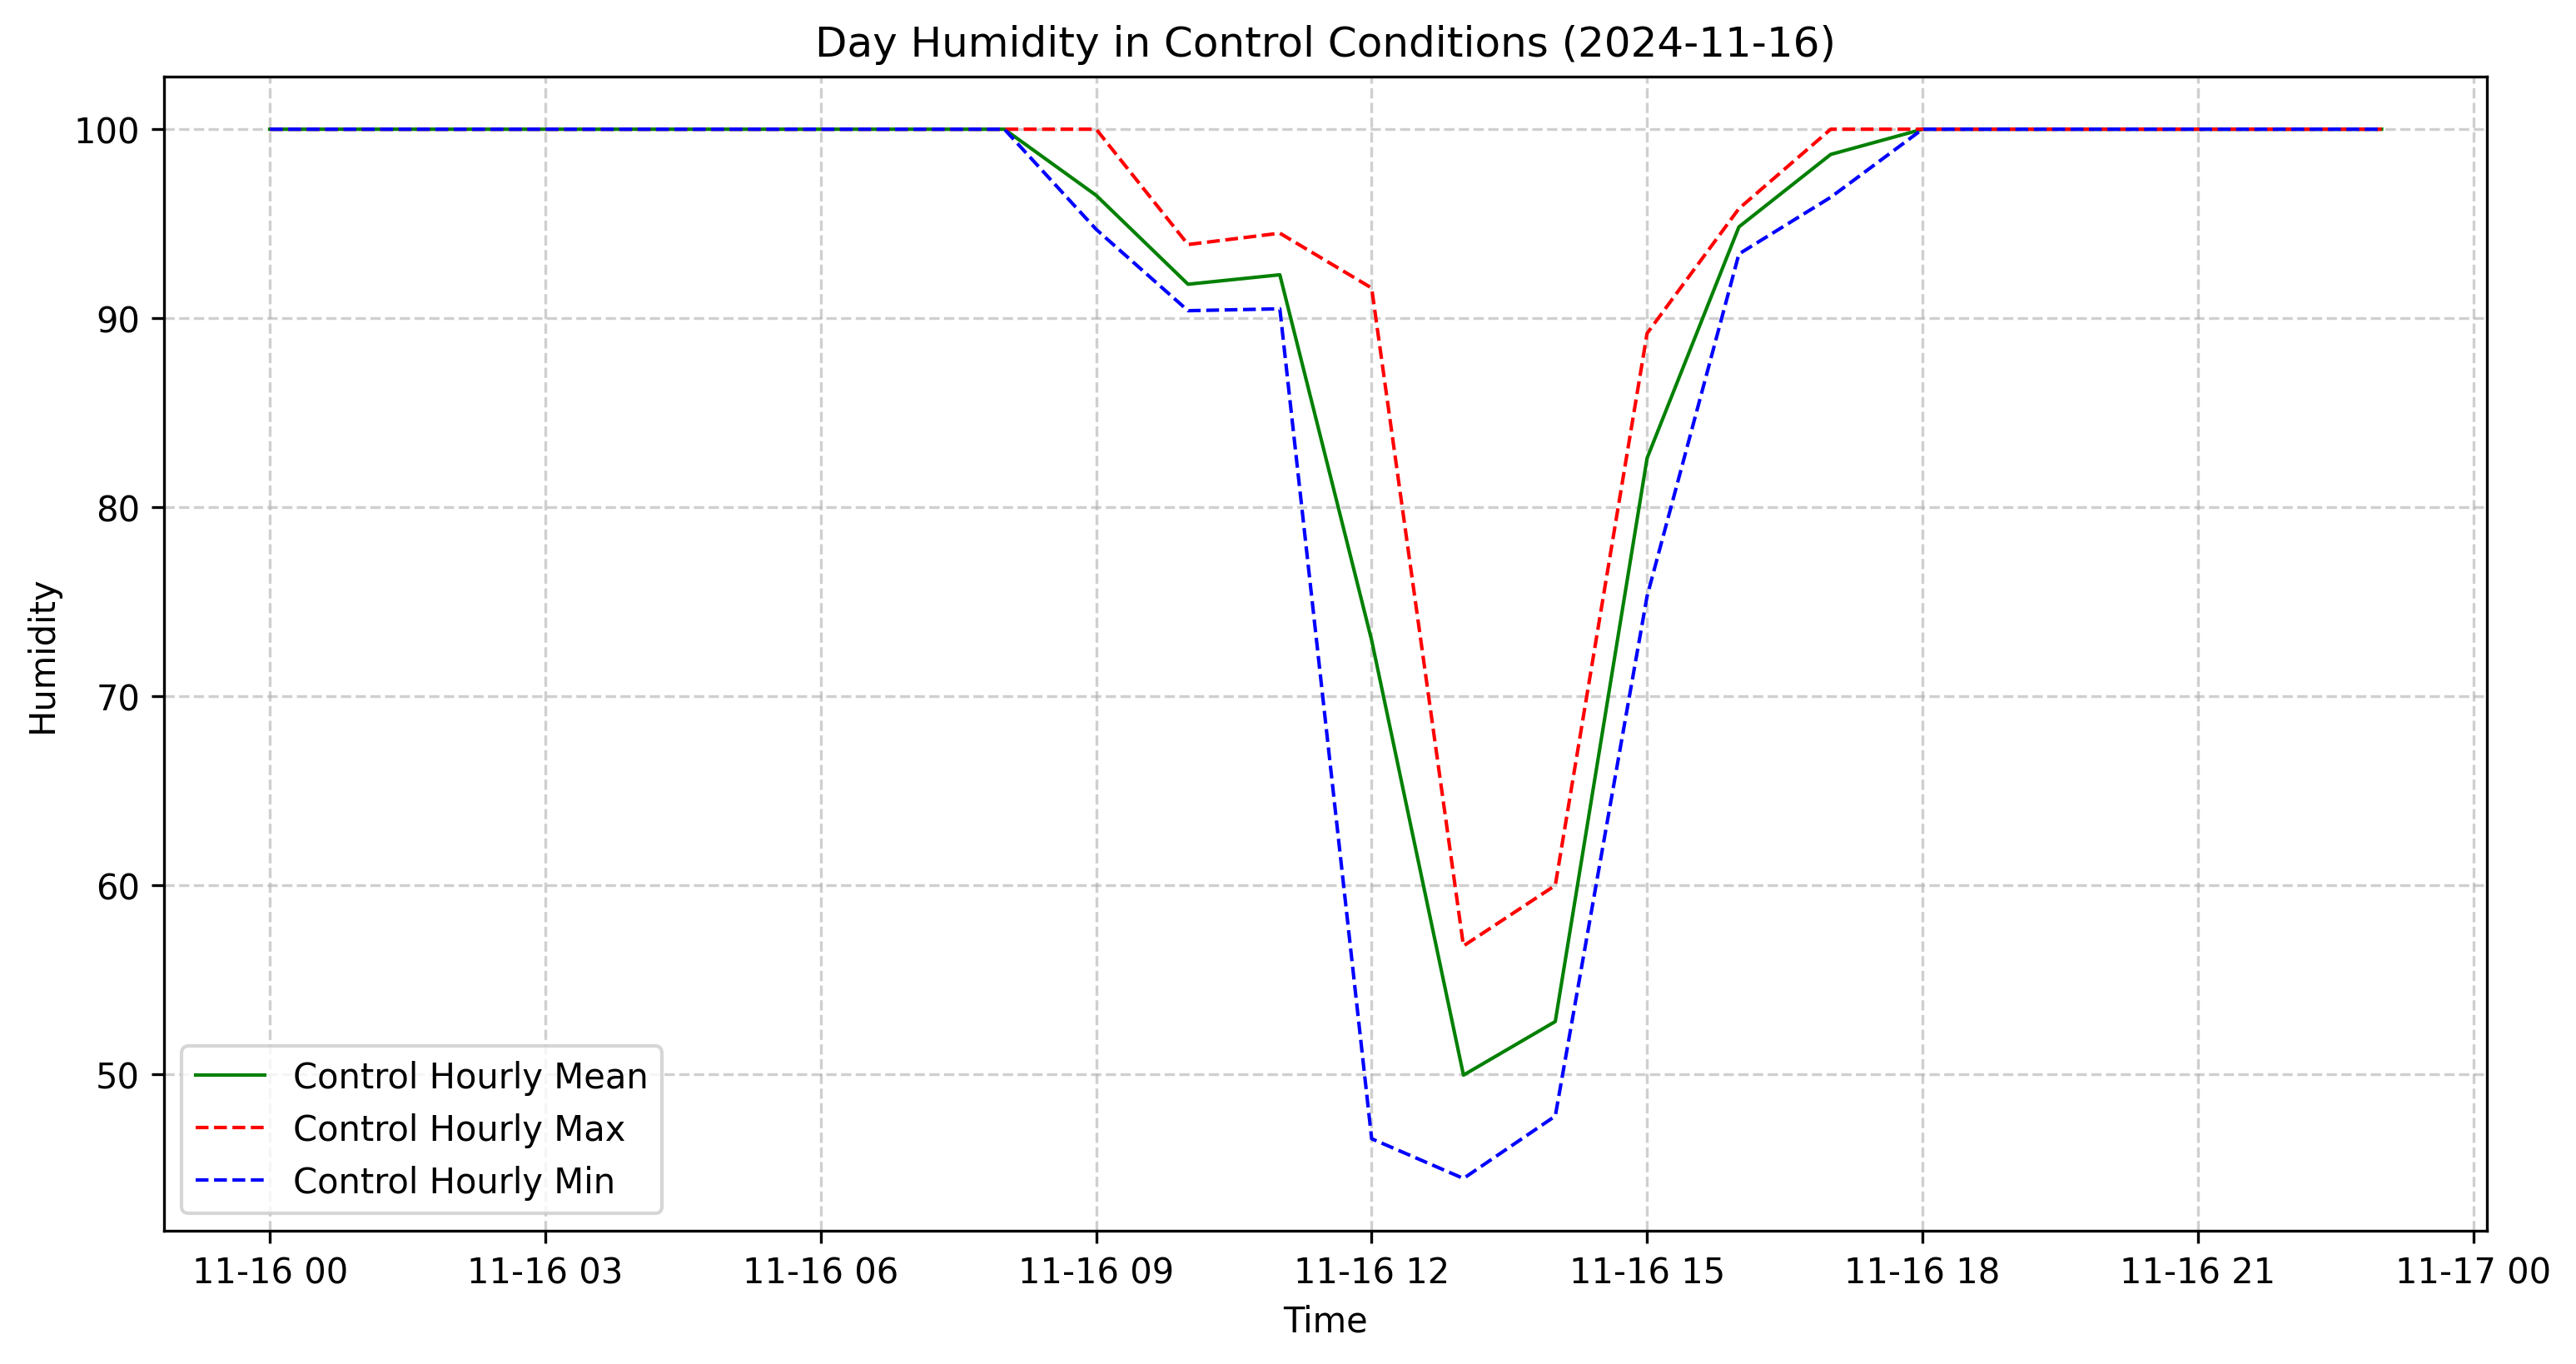 Day Humidity in Control Conditions (2024-11-16)
100
90
80
70
60
50
Humidity
Control Hourly Mean
Control Hourly Max
Control Hourly Min
11-16 00 11-16 03 11-16 06 11-16 09 11-16 12 11-16 15 11-16 18 11-16 21 11-17 00
Time